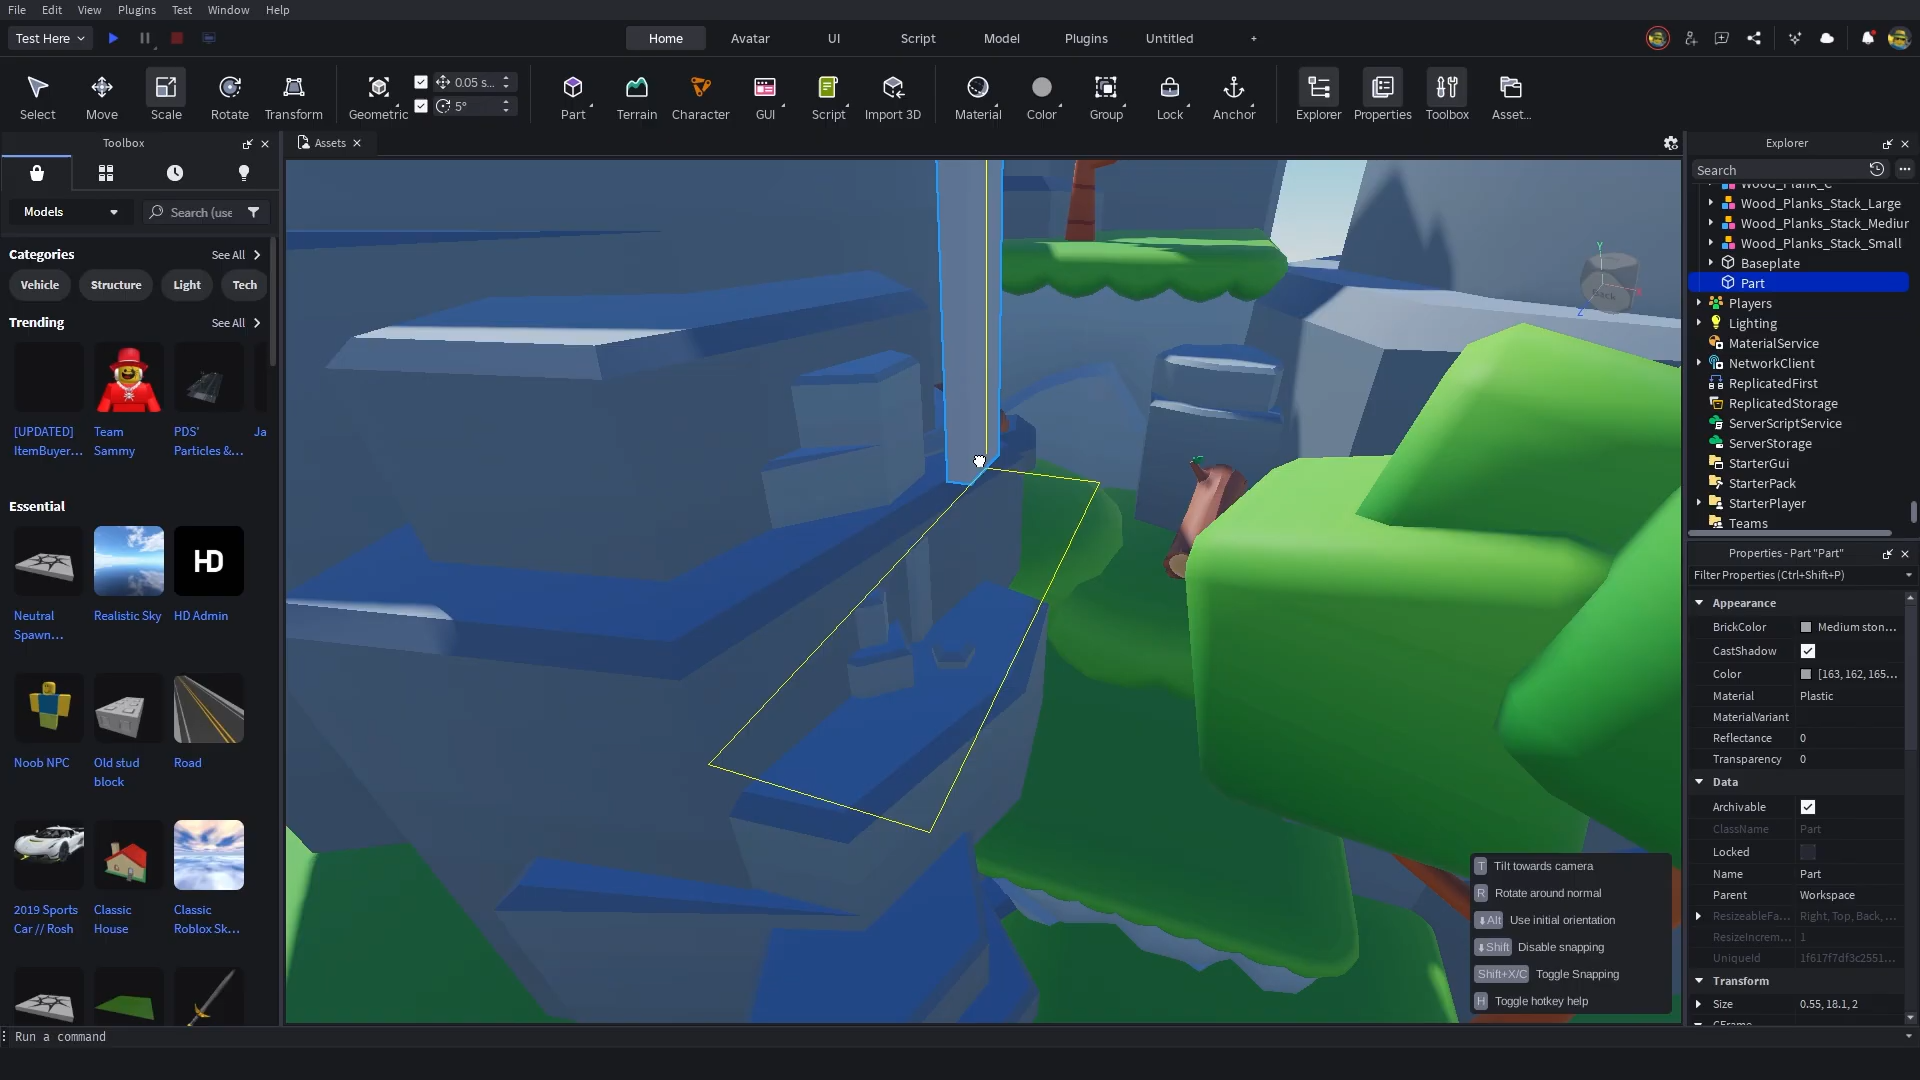 File Edit View Plugins Test Window Help
Test Here
Home Avatar UI Script Model Plugins Untitled +
Select Move Scale Rotate Transform Geometric
0.05 s...
5°
Part Terrain Character GUI Script Import 3D
Material Color Group Lock Anchor
Explorer Properties Toolbox Asset...
Toolbox
Models
Search (use
Categories See All
Vehicle Structure Light Tech
Trending See All
[UPDATED] ItemBuyer...
Team Sammy
PDS' Particles &...
Ja
Essential
Neutral Spawn...
Realistic Sky
HD
HD Admin
Noob NPC
Old stud block
Road
2019 Sports Car // Rosh
Classic House
Classic Roblox Sk...
Assets
Y
Z
Back
T Tilt towards camera
R Rotate around normal
Alt Use initial orientation
Shift Disable snapping
Shift+X/C Toggle Snapping
H Toggle hotkey help
Explorer
Search
Wood_Plank_C
Wood_Planks_Stack_Large
Wood_Planks_Stack_Mediur
Wood_Planks_Stack_Small
Baseplate
Part
Players
Lighting
MaterialService
NetworkClient
ReplicatedFirst
ReplicatedStorage
ServerScriptService
ServerStorage
StarterGui
StarterPack
StarterPlayer
Teams
Properties - Part "Part"
Filter Properties (Ctrl+Shift+P)
Appearance
BrickColor Medium ston...
CastShadow
Color [163, 162, 165...
Material Plastic
MaterialVariant
Reflectance 0
Transparency 0
Data
Archivable
ClassName Part
Locked
Name Part
Parent Workspace
ResizeableFa... Right, Top, Back, ...
ResizeIncrem... 1
UniqueId 1f617f7df3c2551...
Transform
Size 0.55, 18.1, 2
CFrame
Run a command